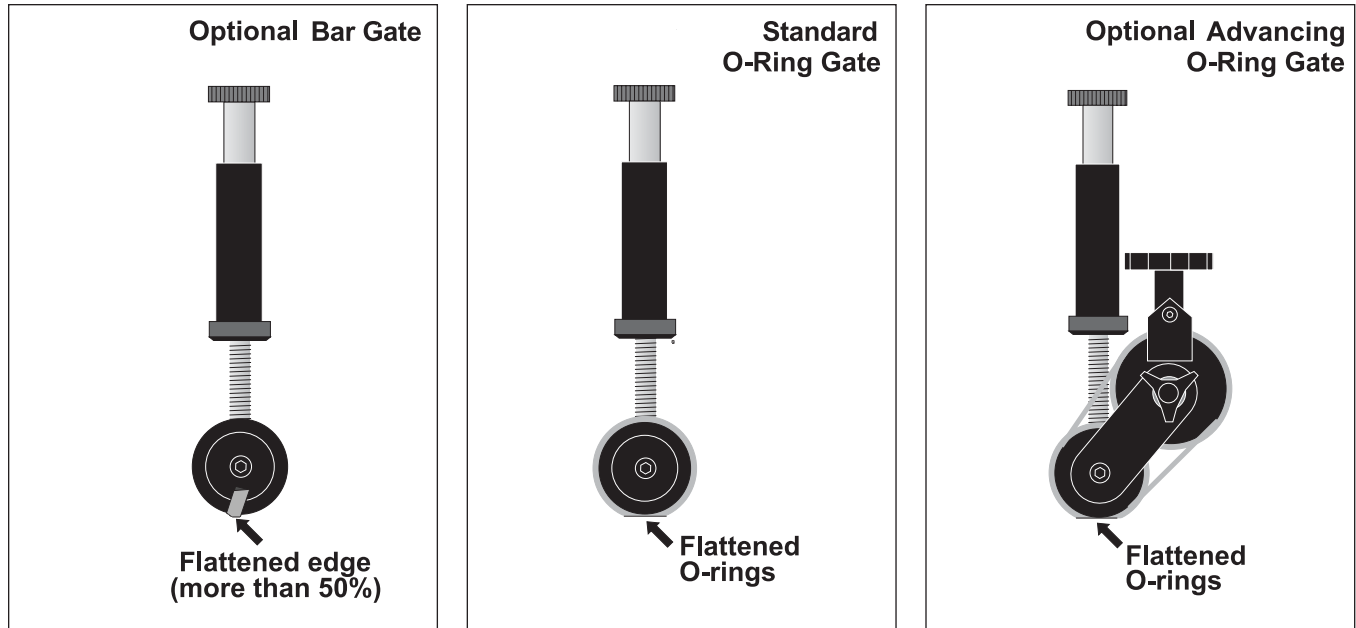 Optional Bar Gate
Flattened edge
(more than 50%)
Standard
O-Ring Gate
Flattened
O-rings
Optional Advancing
O-Ring Gate
Flattened
O-rings